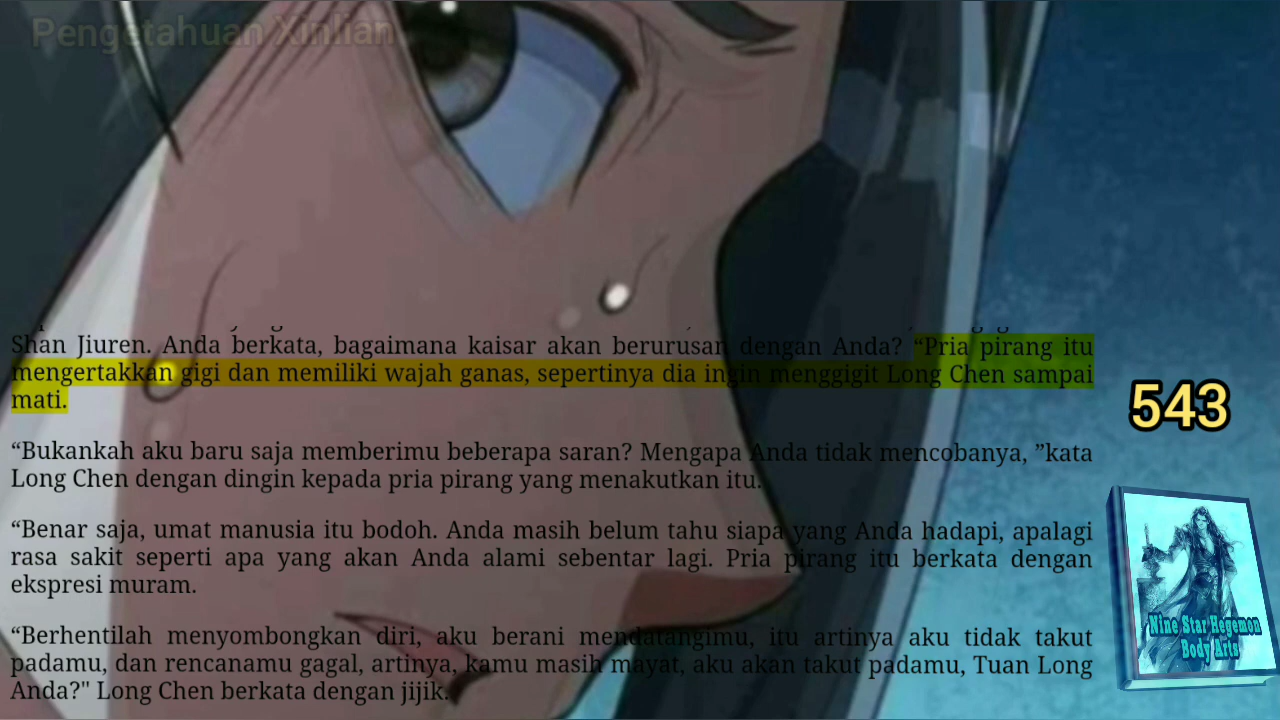 Pengetahuan Xinlian
Shan Jiuren. Anda berkata, bagaimana kaisar akan berurusan dengan Anda? “Pria pirang itu
mengertakkan gigi dan memiliki wajah ganas, sepertinya dia ingin menggigit Long Chen sampai
mati.
“Bukankah aku baru saja memberimu beberapa saran? Mengapa Anda tidak mencobanya, ”kata
Long Chen dengan dingin kepada pria pirang yang menakutkan itu.
“Benar saja, umat manusia itu bodoh. Anda masih belum tahu siapa yang Anda hadapi, apalagi
rasa sakit seperti apa yang akan Anda alami sebentar lagi. Pria pirang itu berkata dengan
ekspresi muram.
“Berhentilah menyombongkan diri, aku berani mendatangimu, itu artinya aku tidak takut
padamu, dan rencanamu gagal, artinya, kamu masih mayat, aku akan takut padamu, Tuan Long
Anda?" Long Chen berkata dengan jijik.
543
Nine Star Hegemon
Body Arts